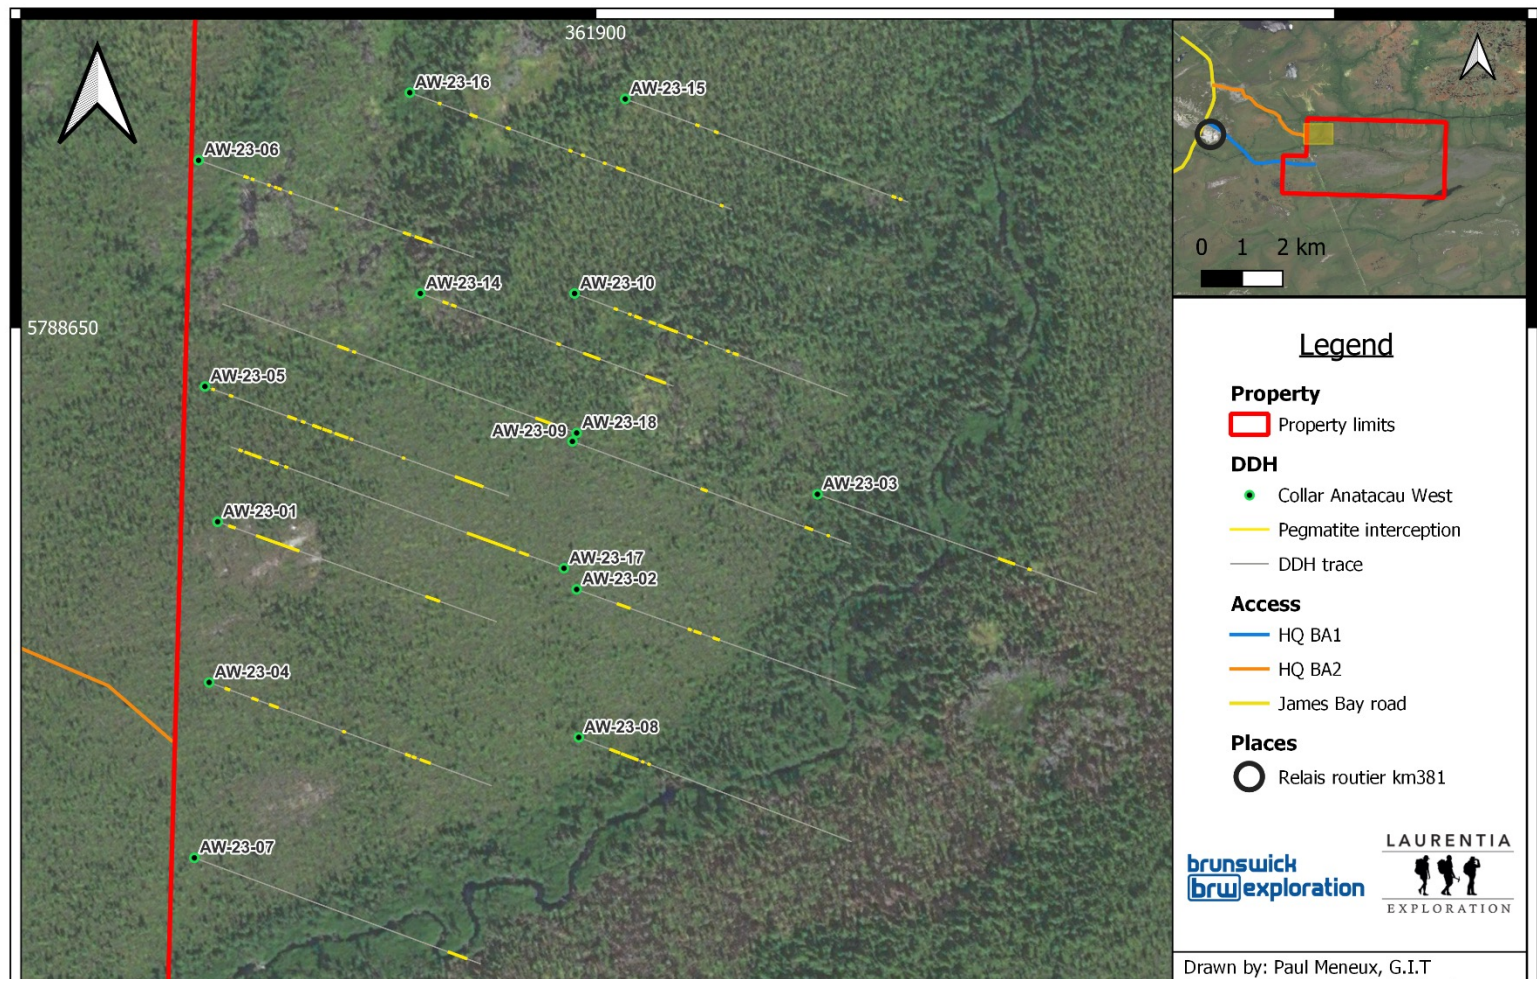 361900
AW-23-16
AW-23-15
AW-23-06
AW-23-14
AW-23-10
5788650
AW-23-05
AW-23-18
AW-23-09
AW-23-03
AW-23-01
AW-23-17
AW-23-02
AW-23-04
AW-23-08
AW-23-07
0 1 2 km
Legend
Property
Property limits
DDH
Collar Anatacau West
Pegmatite interception
DDH trace
Access
HQ BA1
HQ BA2
James Bay road
Places
Relais routier km381
brunswick
brw exploration
LAURENTIA
EXPLORATION
Drawn by: Paul Meneux, G.I.T